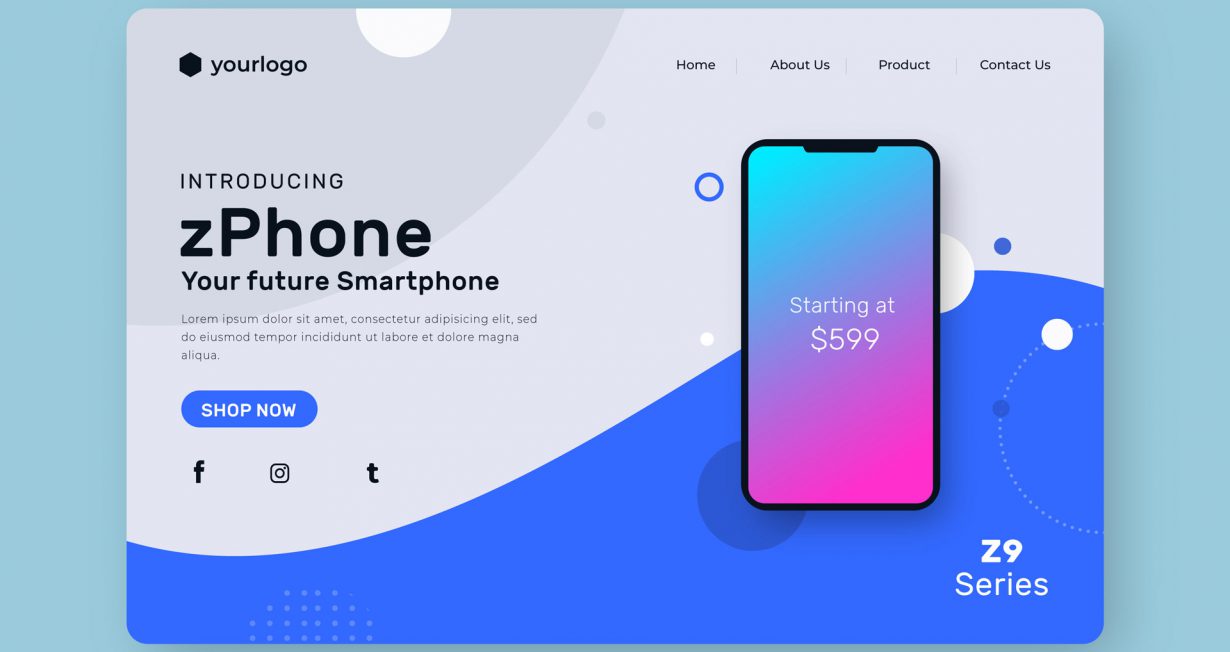 yourlogo
Home
About Us
Product
Contact Us
INTRODUCING
zPhone
Your future Smartphone
Lorem ipsum dolor sit amet, consectetur adipisicing elit, sed
do eiusmod tempor incididunt ut labore et dolore magna
aliqua.
SHOP NOW
f
t
Starting at
$599
Z9
Series